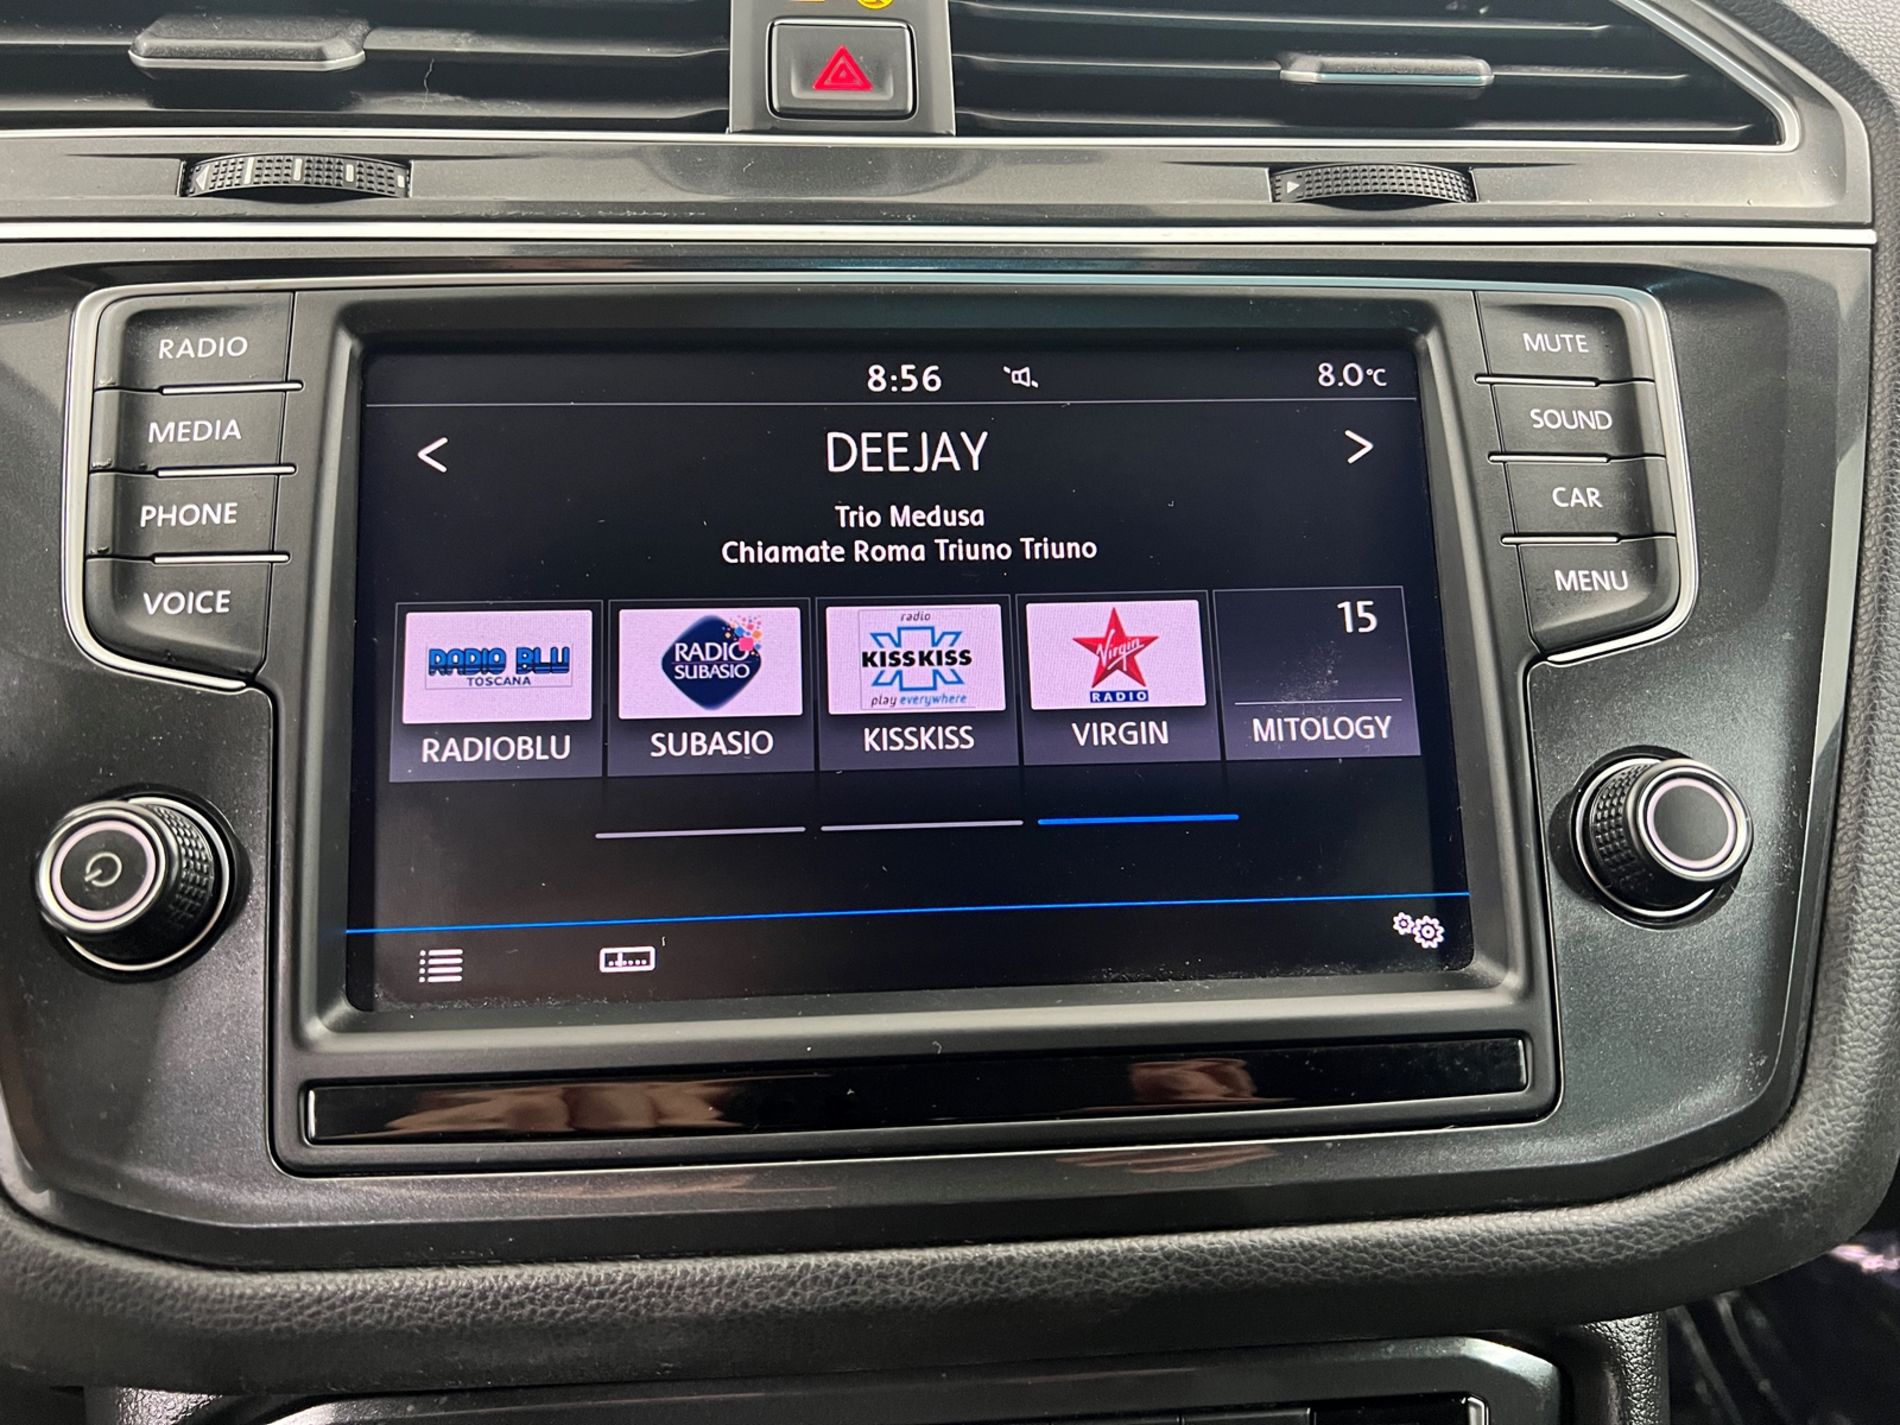 RADIO
MEDIA
PHONE
VOICE
MUTE
SOUND
CAR
MENU
8:56
8.0°C
<
DEEJAY
>
Trio Medusa
Chiamate Roma Triuno Triuno
RADIO BLU
TOSCANA
RADIOBLU
RADIO
SUBASIO
SUBASIO
radio
KISSKISS
play everywhere
KISSKISS
Virgin
RADIO
VIRGIN
15
MITOLOGY